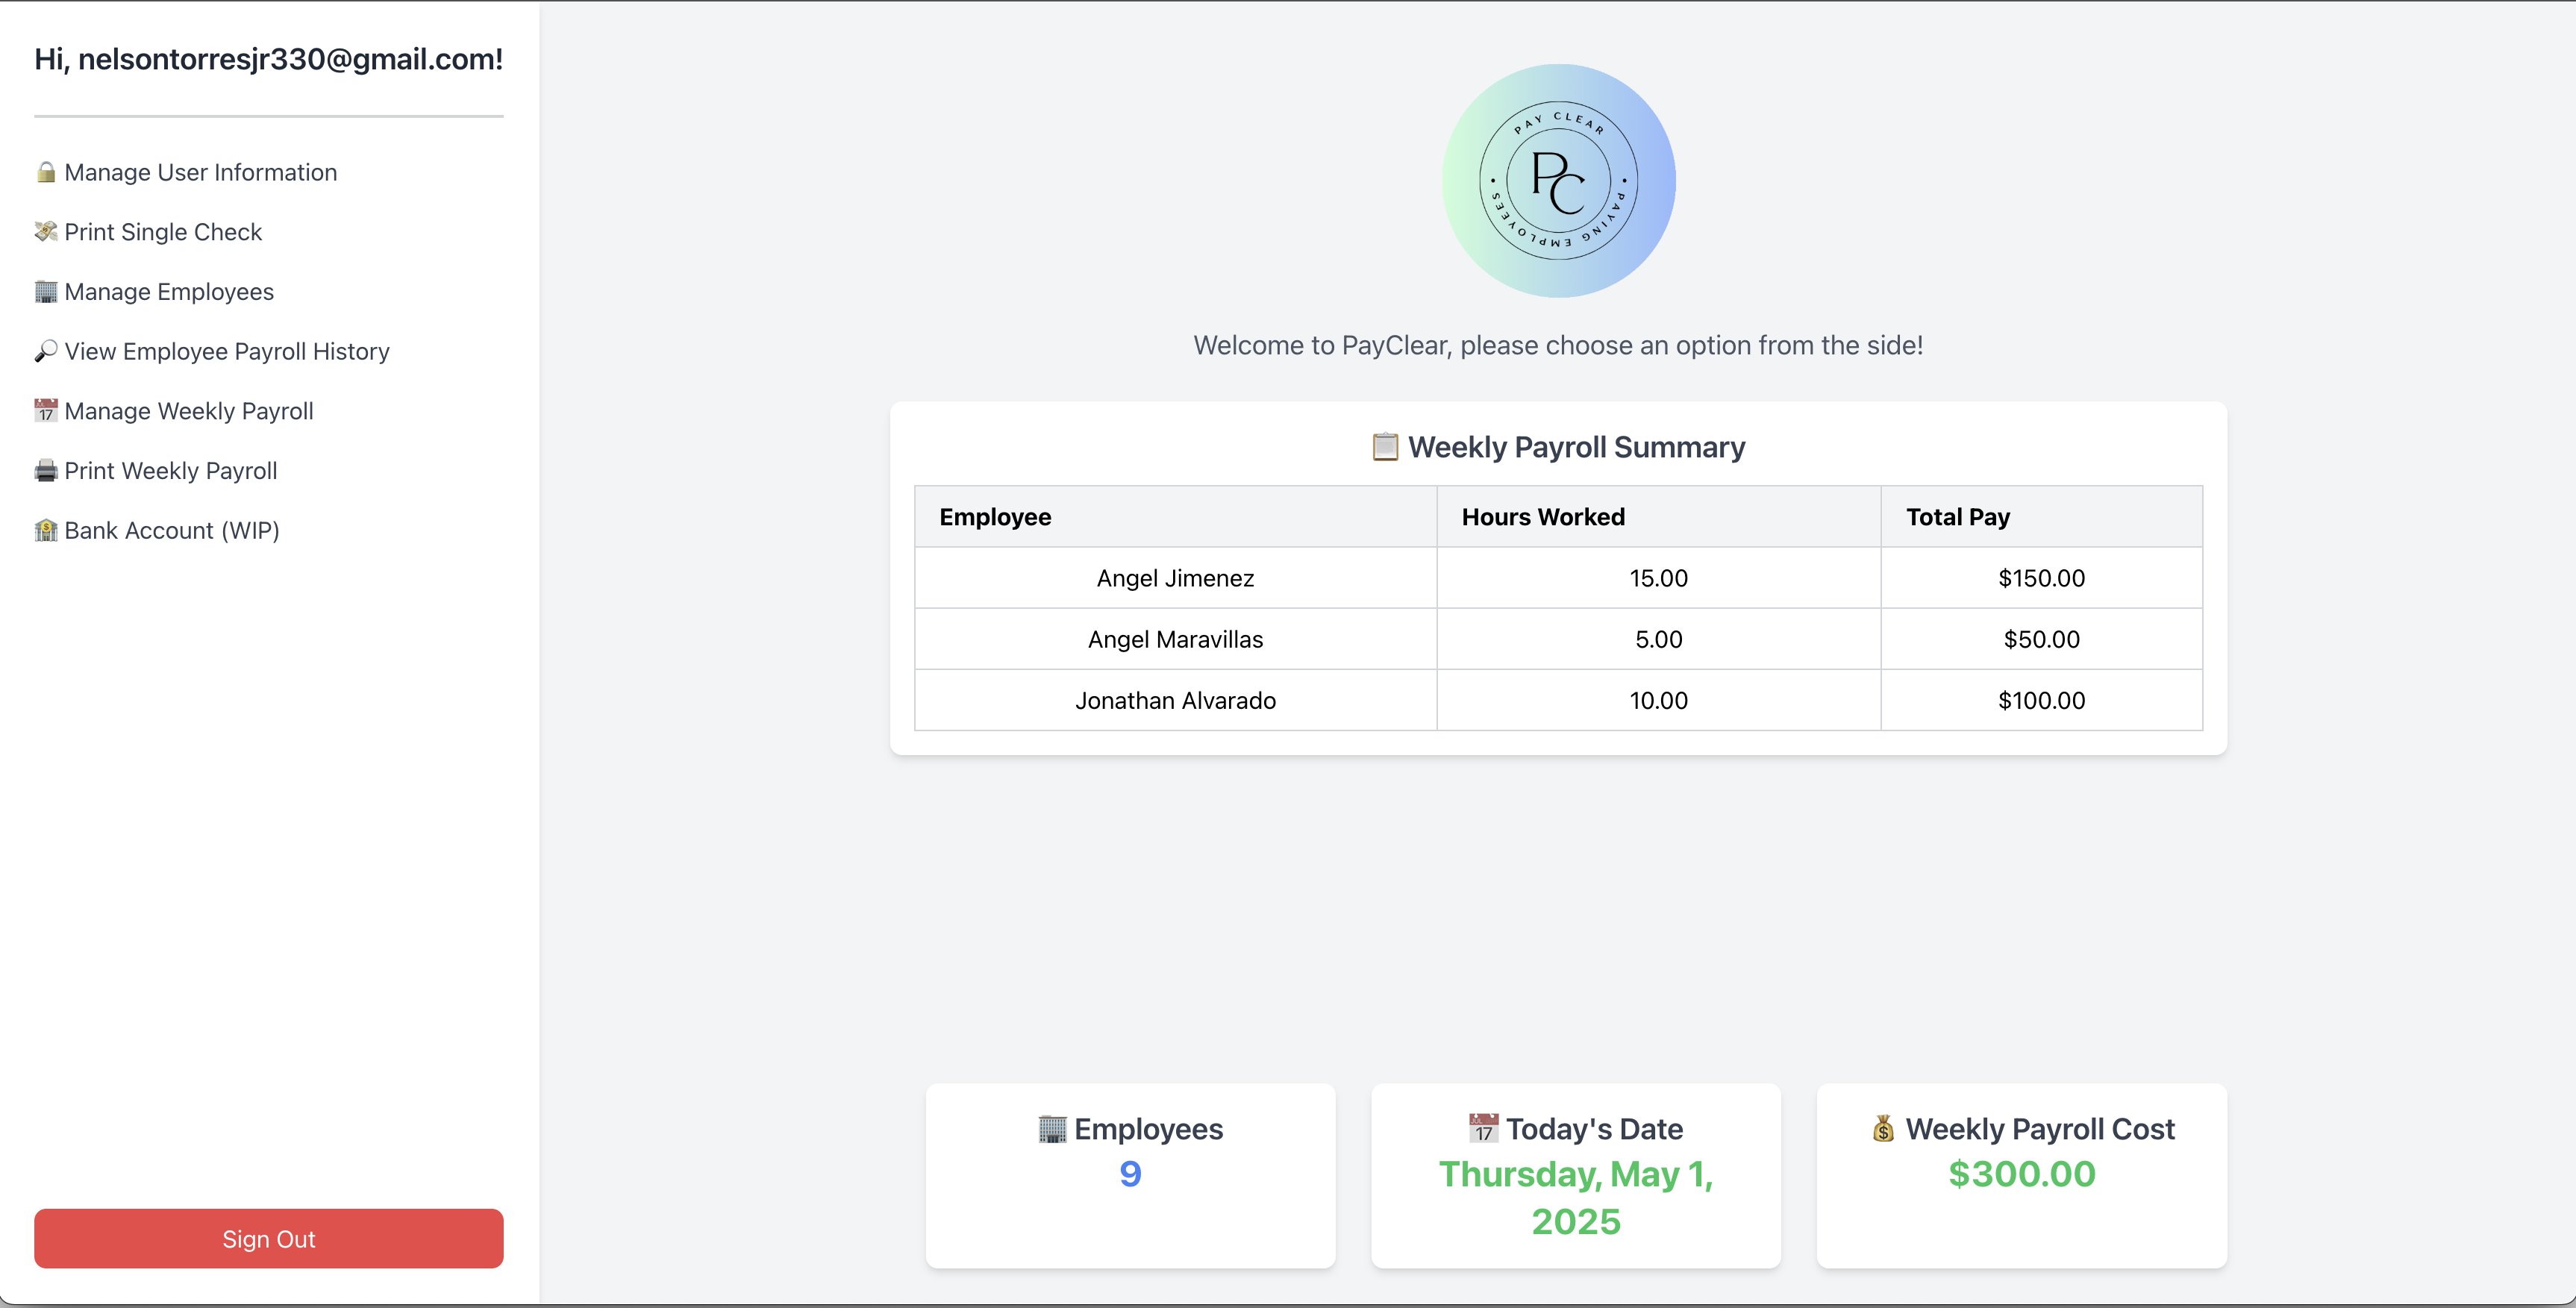 Hi, nelsontorresjr330@gmail.com!
Manage User Information
Print Single Check
Manage Employees
View Employee Payroll History
17 Manage Weekly Payroll
Print Weekly Payroll
Bank Account (WIP)
Sign Out
PAY CLEAR
PC
PAYING EMPLOYEES
Welcome to PayClear, please choose an option from the side!
Weekly Payroll Summary
Employee Hours Worked Total Pay
Angel Jimenez 15.00 $150.00
Angel Maravillas 5.00 $50.00
Jonathan Alvarado 10.00 $100.00
Employees
9
17 Today's Date
Thursday, May 1,
2025
$ Weekly Payroll Cost
$300.00